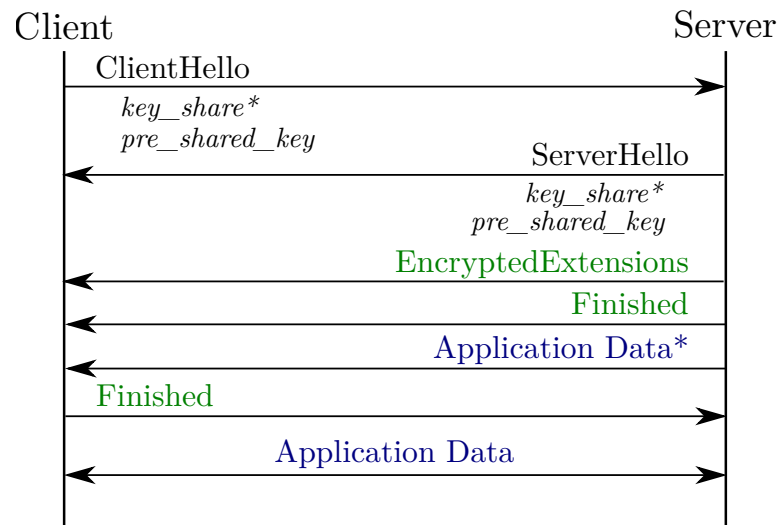 Client
Server
ClientHello
key_share*
pre_shared_key
ServerHello
key_share*
pre_shared_key
EncryptedExtensions
Finished
Application Data*
Finished
Application Data